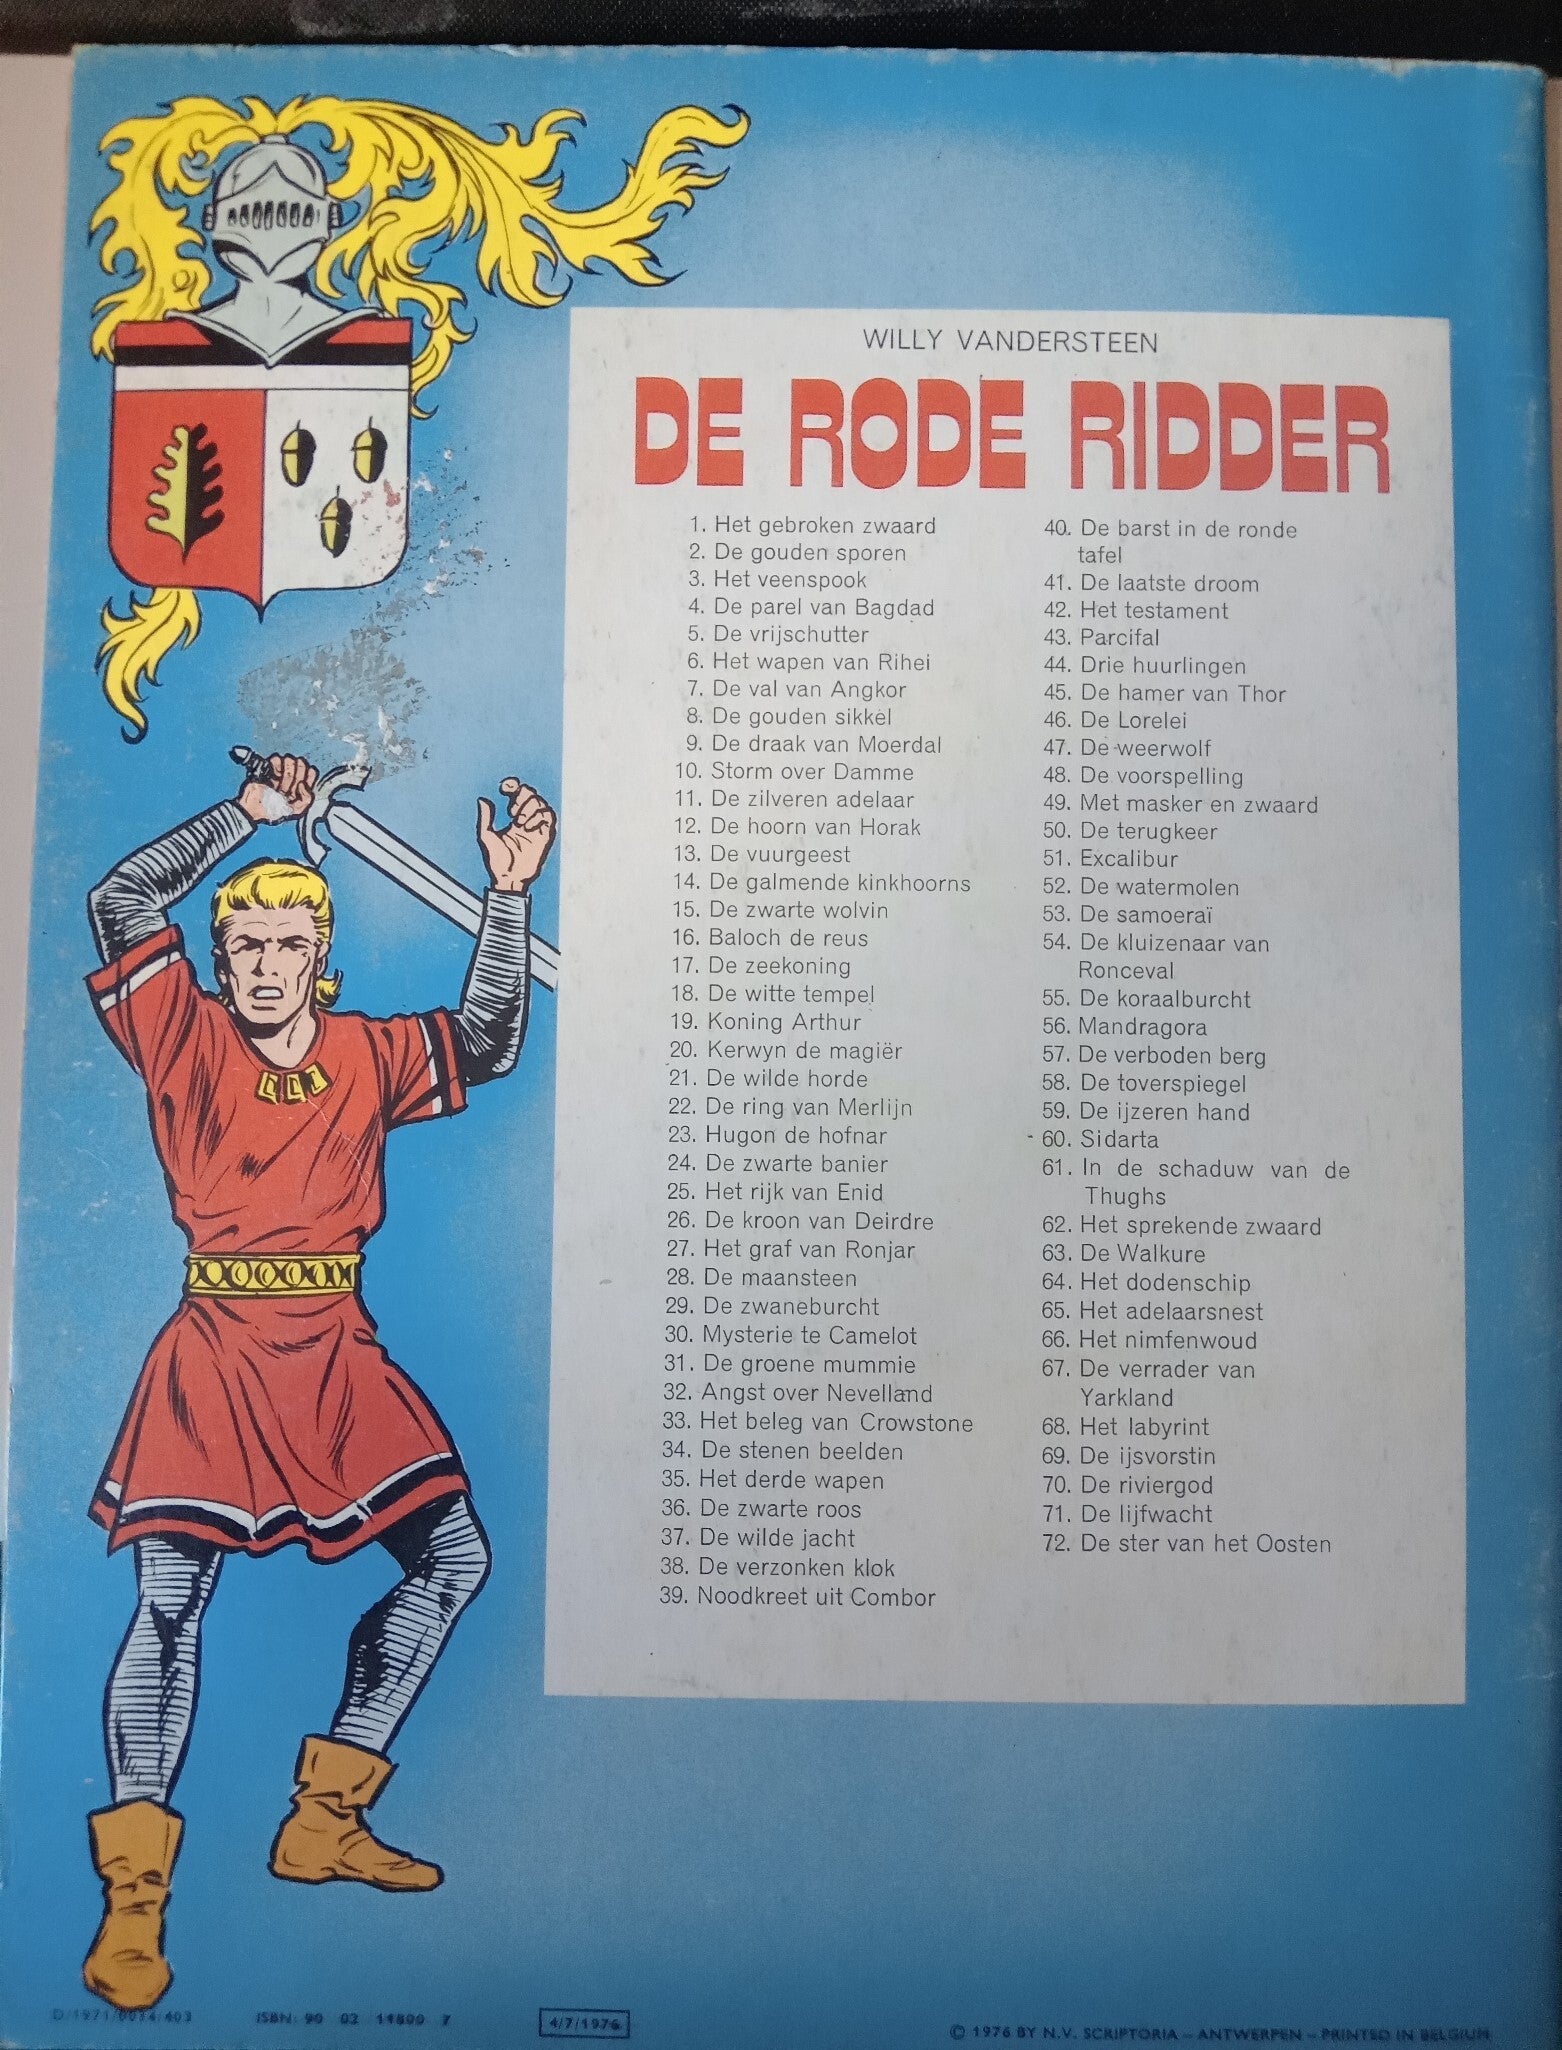 WILLY VANDERSTEEN
DE RODE RIDDER
1. Het gebroken zwaard
2. De gouden sporen
3. Het veenspook
4. De parel van Bagdad
5. De vrijschutter
6. Het wapen van Rihei
7. De val van Angkor
8. De gouden sikkel
9. De draak van Moerdal
10. Storm over Damme
11. De zilveren adelaar
12. De hoorn van Horak
13. De vuurgeest
14. De galmende kinkhoorns
15. De zwarte wolvin
16. Baloch de reus
17. De zeekoning
18. De witte tempel
19. Koning Arthur
20. Kerwyn de magiër
21. De wilde horde
22. De ring van Merlijn
23. Hugon de hofnar
24. De zwarte banier
25. Het rijk van Enid
26. De kroon van Deirdre
27. Het graf van Ronjar
28. De maansteen
29. De zwaneburcht
30. Mysterie te Camelot
31. De groene mummie
32. Angst over Nevelland
33. Het beleg van Crowstone
34. De stenen beelden
35. Het derde wapen
36. De zwarte roos
37. De wilde jacht
38. De verzonken klok
39. Noodkreet uit Combor
40. De barst in de ronde
tafel
41. De laatste droom
42. Het testament
43. Parcifal
44. Drie huurlingen
45. De hamer van Thor
46. De Lorelei
47. De weerwolf
48. De voorspelling
49. Met masker en zwaard
50. De terugkeer
51. Excalibur
52. De watermolen
53. De samoeraï
54. De kluizenaar van
Ronceval
55. De koraalburcht
56. Mandragora
57. De verboden berg
58. De toverspiegel
59. De ijzeren hand
60. Sidarta
61. In de schaduw van de
Thughs
62. Het sprekende zwaard
63. De Walkure
64. Het dodenschip
65. Het adelaarsnest
66. Het nimfenwoud
67. De verrader van
Yarkland
68. Het labyrint
69. De ijsvorstin
70. De riviergod
71. De lijfwacht
72. De ster van het Oosten
D/1971/0034/403 ISBN: 90 02 11800 7 4/7/1976 © 1976 BY N.V. SCRIPTORIA – ANTWERPEN – PRINTED IN BELGIUM